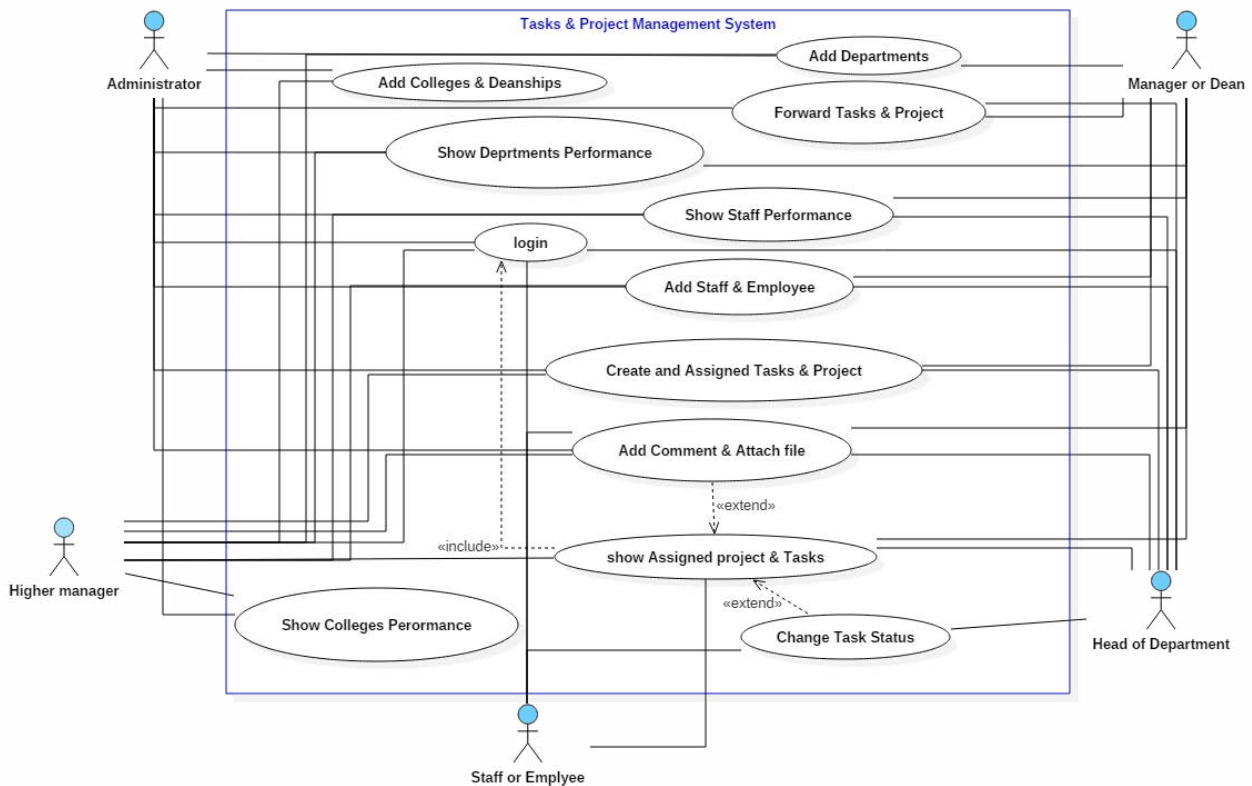 Tasks & Project Management System
Administrator
Manager or Dean
Add Departments
Add Colleges & Deanships
Forward Tasks & Project
Show Deprtments Performance
Show Staff Performance
login
Add Staff & Employee
Create and Assigned Tasks & Project
Add Comment & Attach file
«extend»
«include»
show Assigned project & Tasks
Higher manager
«extend»
Show Colleges Perormance
Change Task Status
Head of Department
Staff or Emplyee